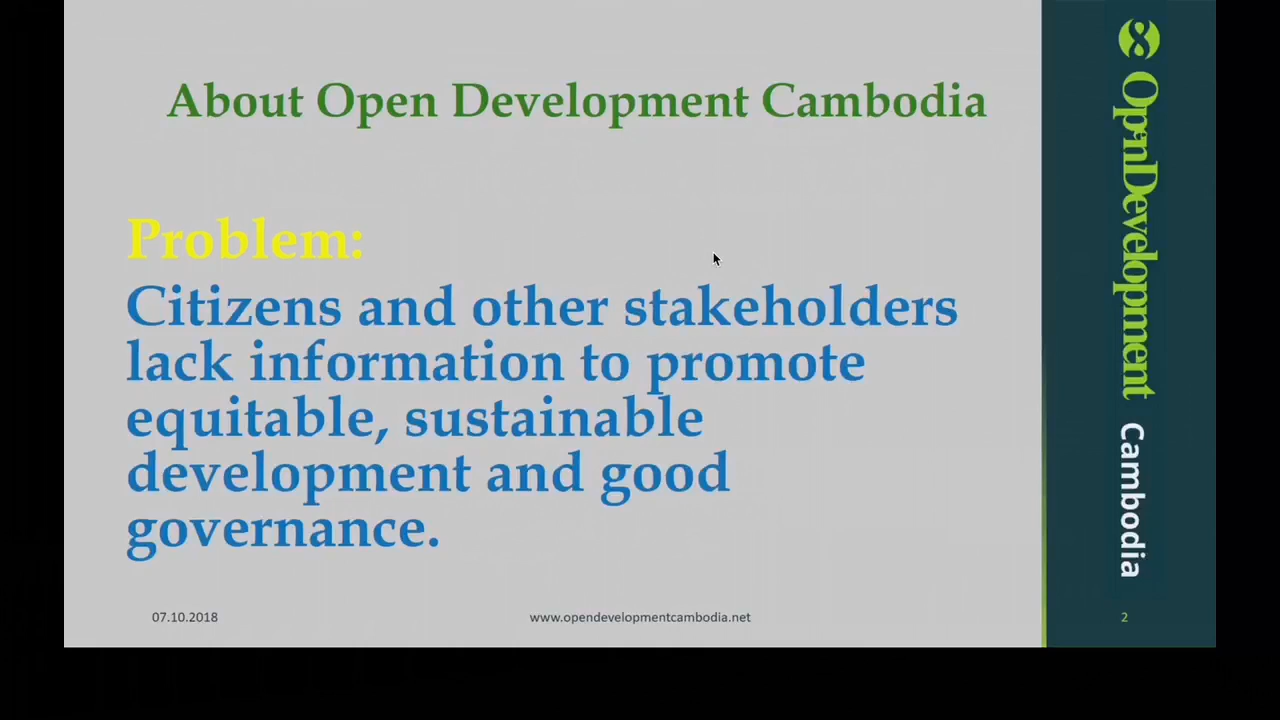 About Open Development Cambodia
Problem:
Citizens and other stakeholders
lack information to promote
equitable, sustainable
development and good
governance.
07.10.2018
www.opendevelopmentcambodia.net
2
OpenDevelopment Cambodia